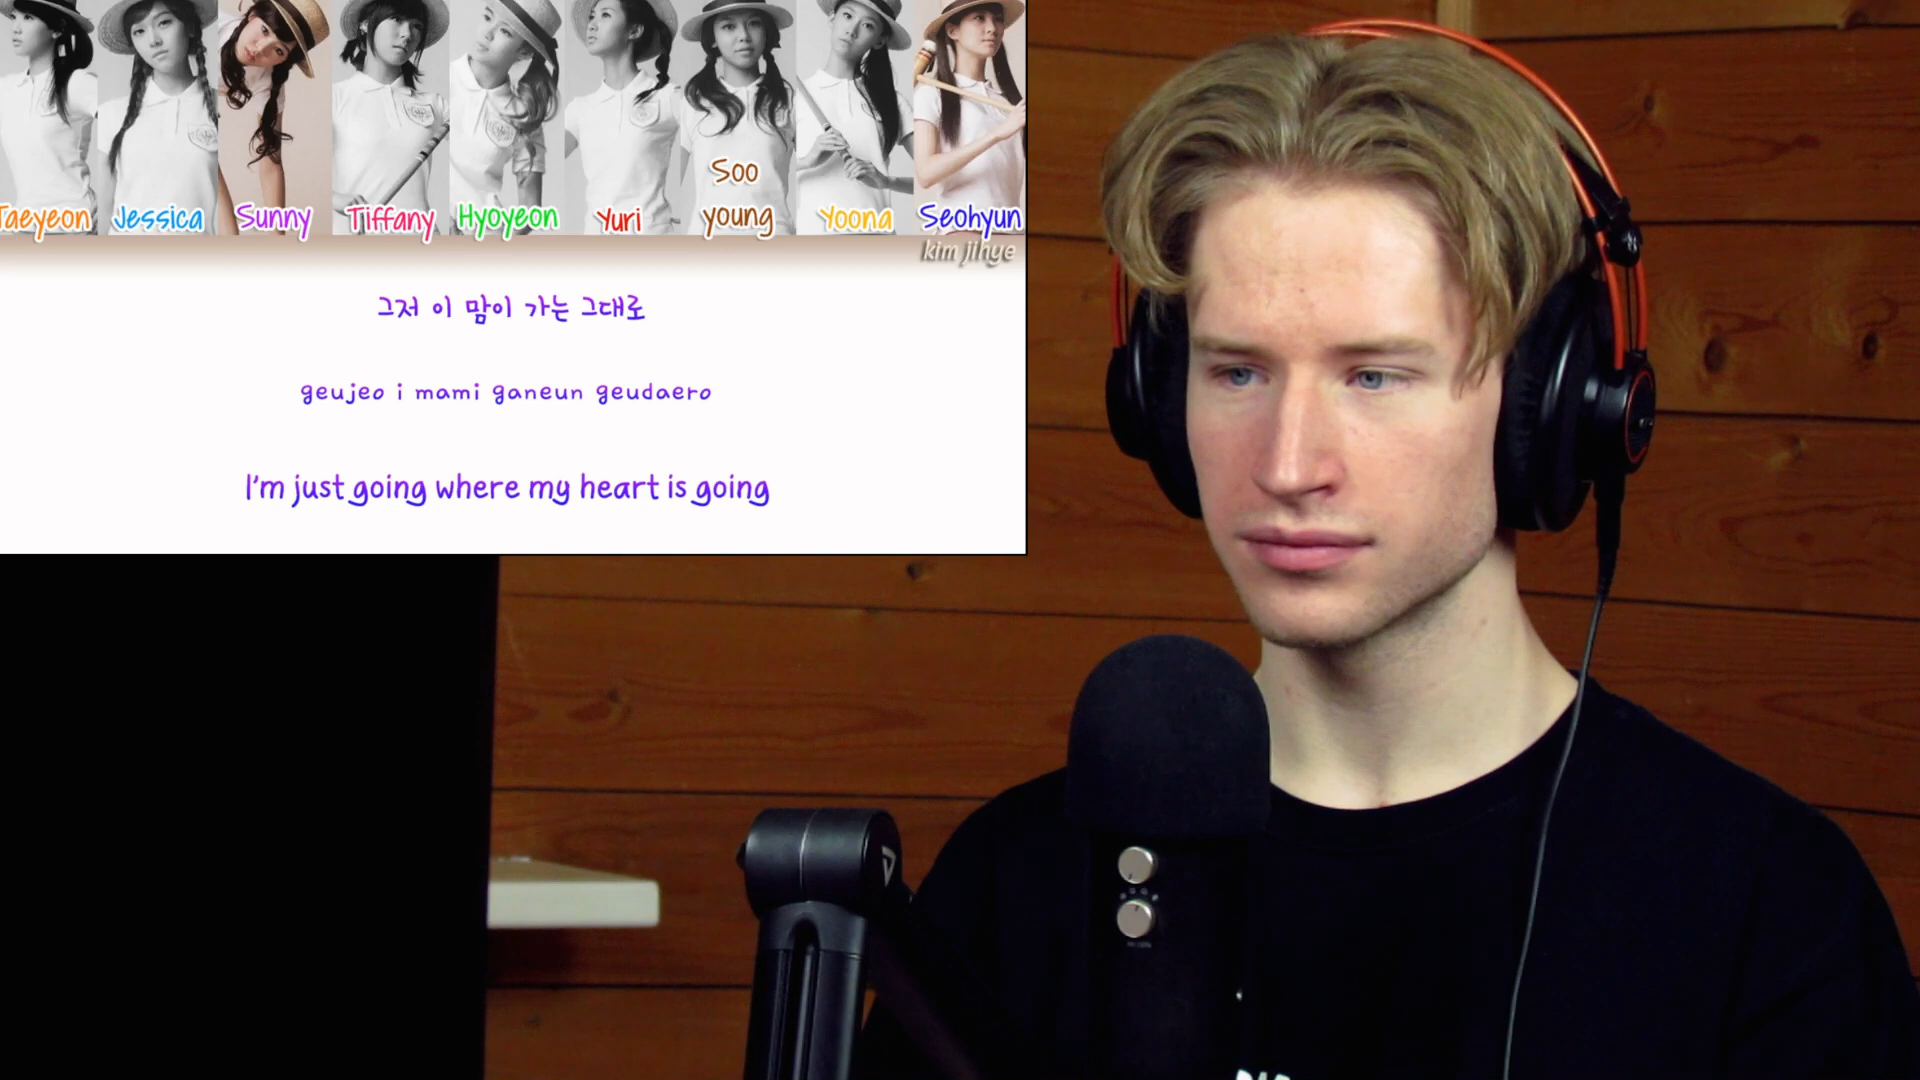 Taeyeon Jessica Sunny Tiffany Hyoyeon Yuri Soo young Yoona Seohyun
kim jihye
그저 이 맘이 가는 그대로
geujeo i mami ganeun geudaero
I'm just going where my heart is going